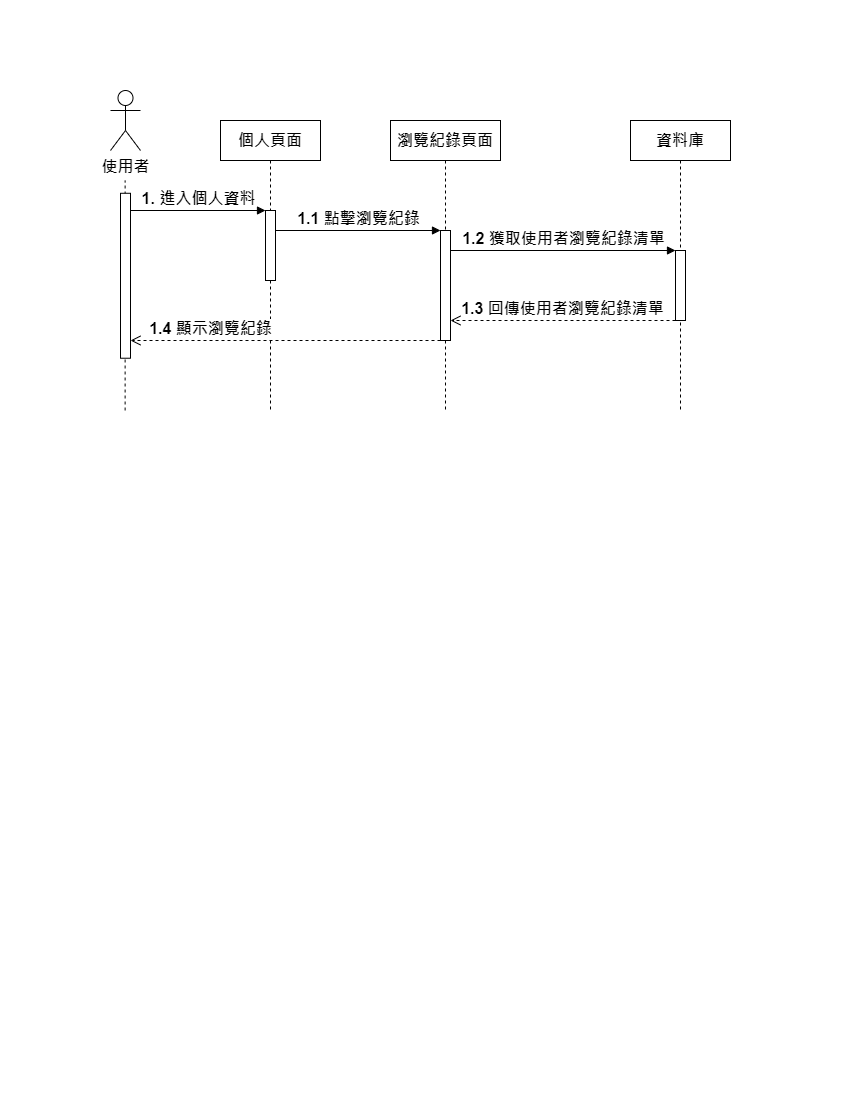 使用者
個人頁面
瀏覽紀錄頁面
資料庫
1. 進入個人資料
1.1 點擊瀏覽紀錄
1.2 獲取使用者瀏覽紀錄清單
1.3 回傳使用者瀏覽紀錄清單
1.4 顯示瀏覽紀錄